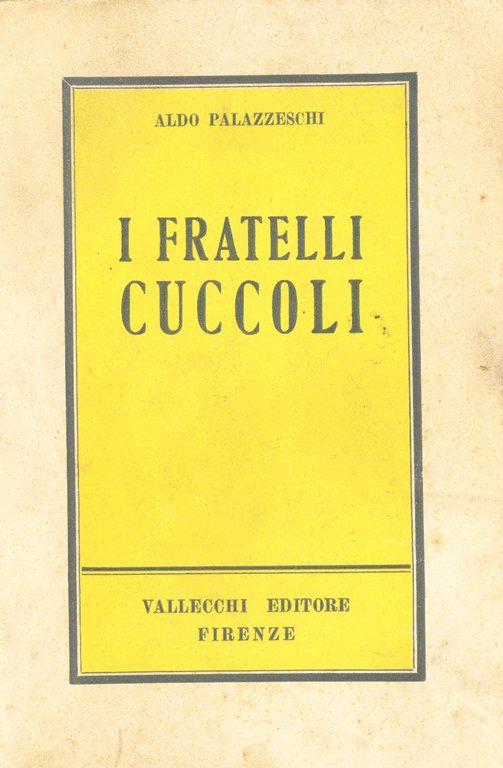 ALDO PALAZZESCHI
I FRATELLI
CUCCOLI
VALLECCHI EDITORE
FIRENZE